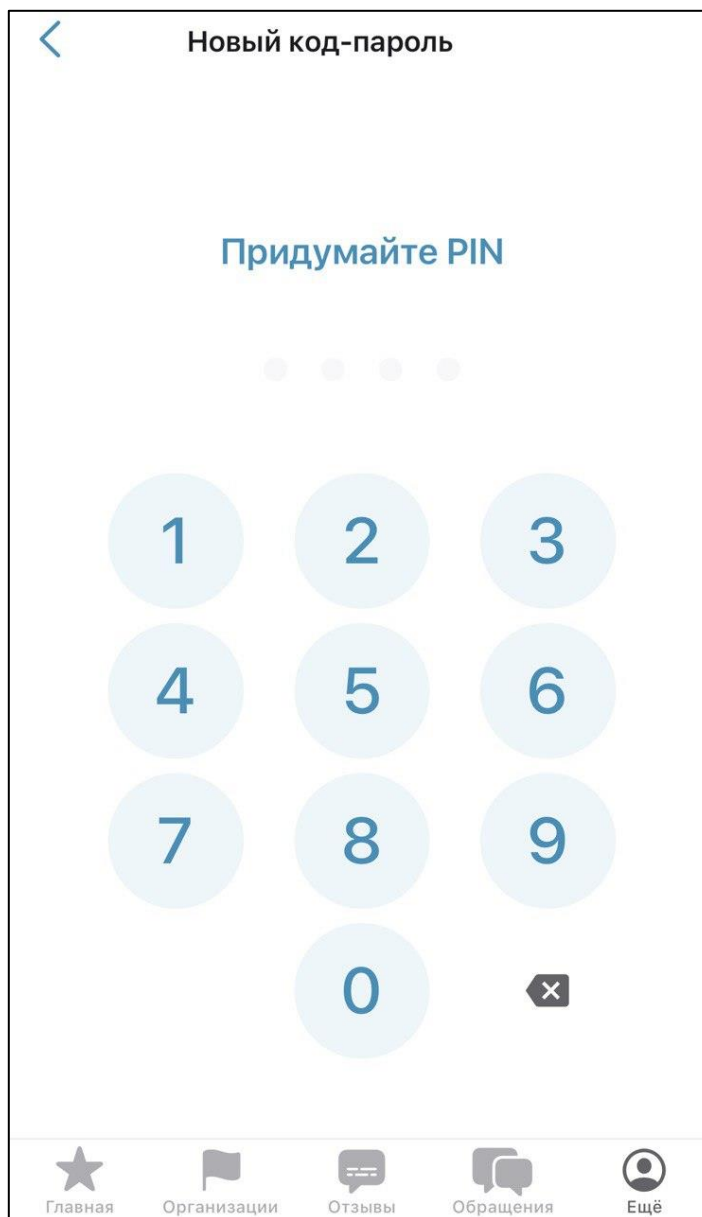 Новый код-пароль
Придумайте PIN
1 2 3
4 5 6
7 8 9
0
Главная Организации Отзывы Обращения Ещё